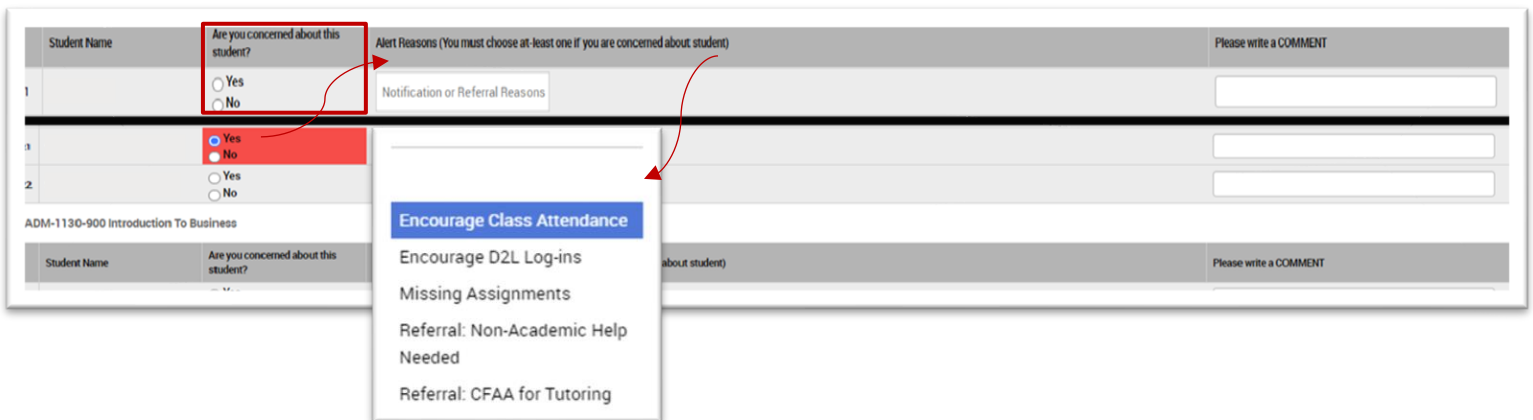 Student Name
Are you concerned about this
student?
Alert Reasons (You must choose at-least one if you are concerned about student)
Please write a COMMENT
1
Yes
No
Notification or Referral Reasons
Yes
No
2
Yes
No
Encourage Class Attendance
Encourage D2L Log-ins
Missing Assignments
Referral: Non-Academic Help
Needed
Referral: CFAA for Tutoring
ADM-1130-900 Introduction To Business
Student Name
Are you concerned about this
student?
about student)
Please write a COMMENT